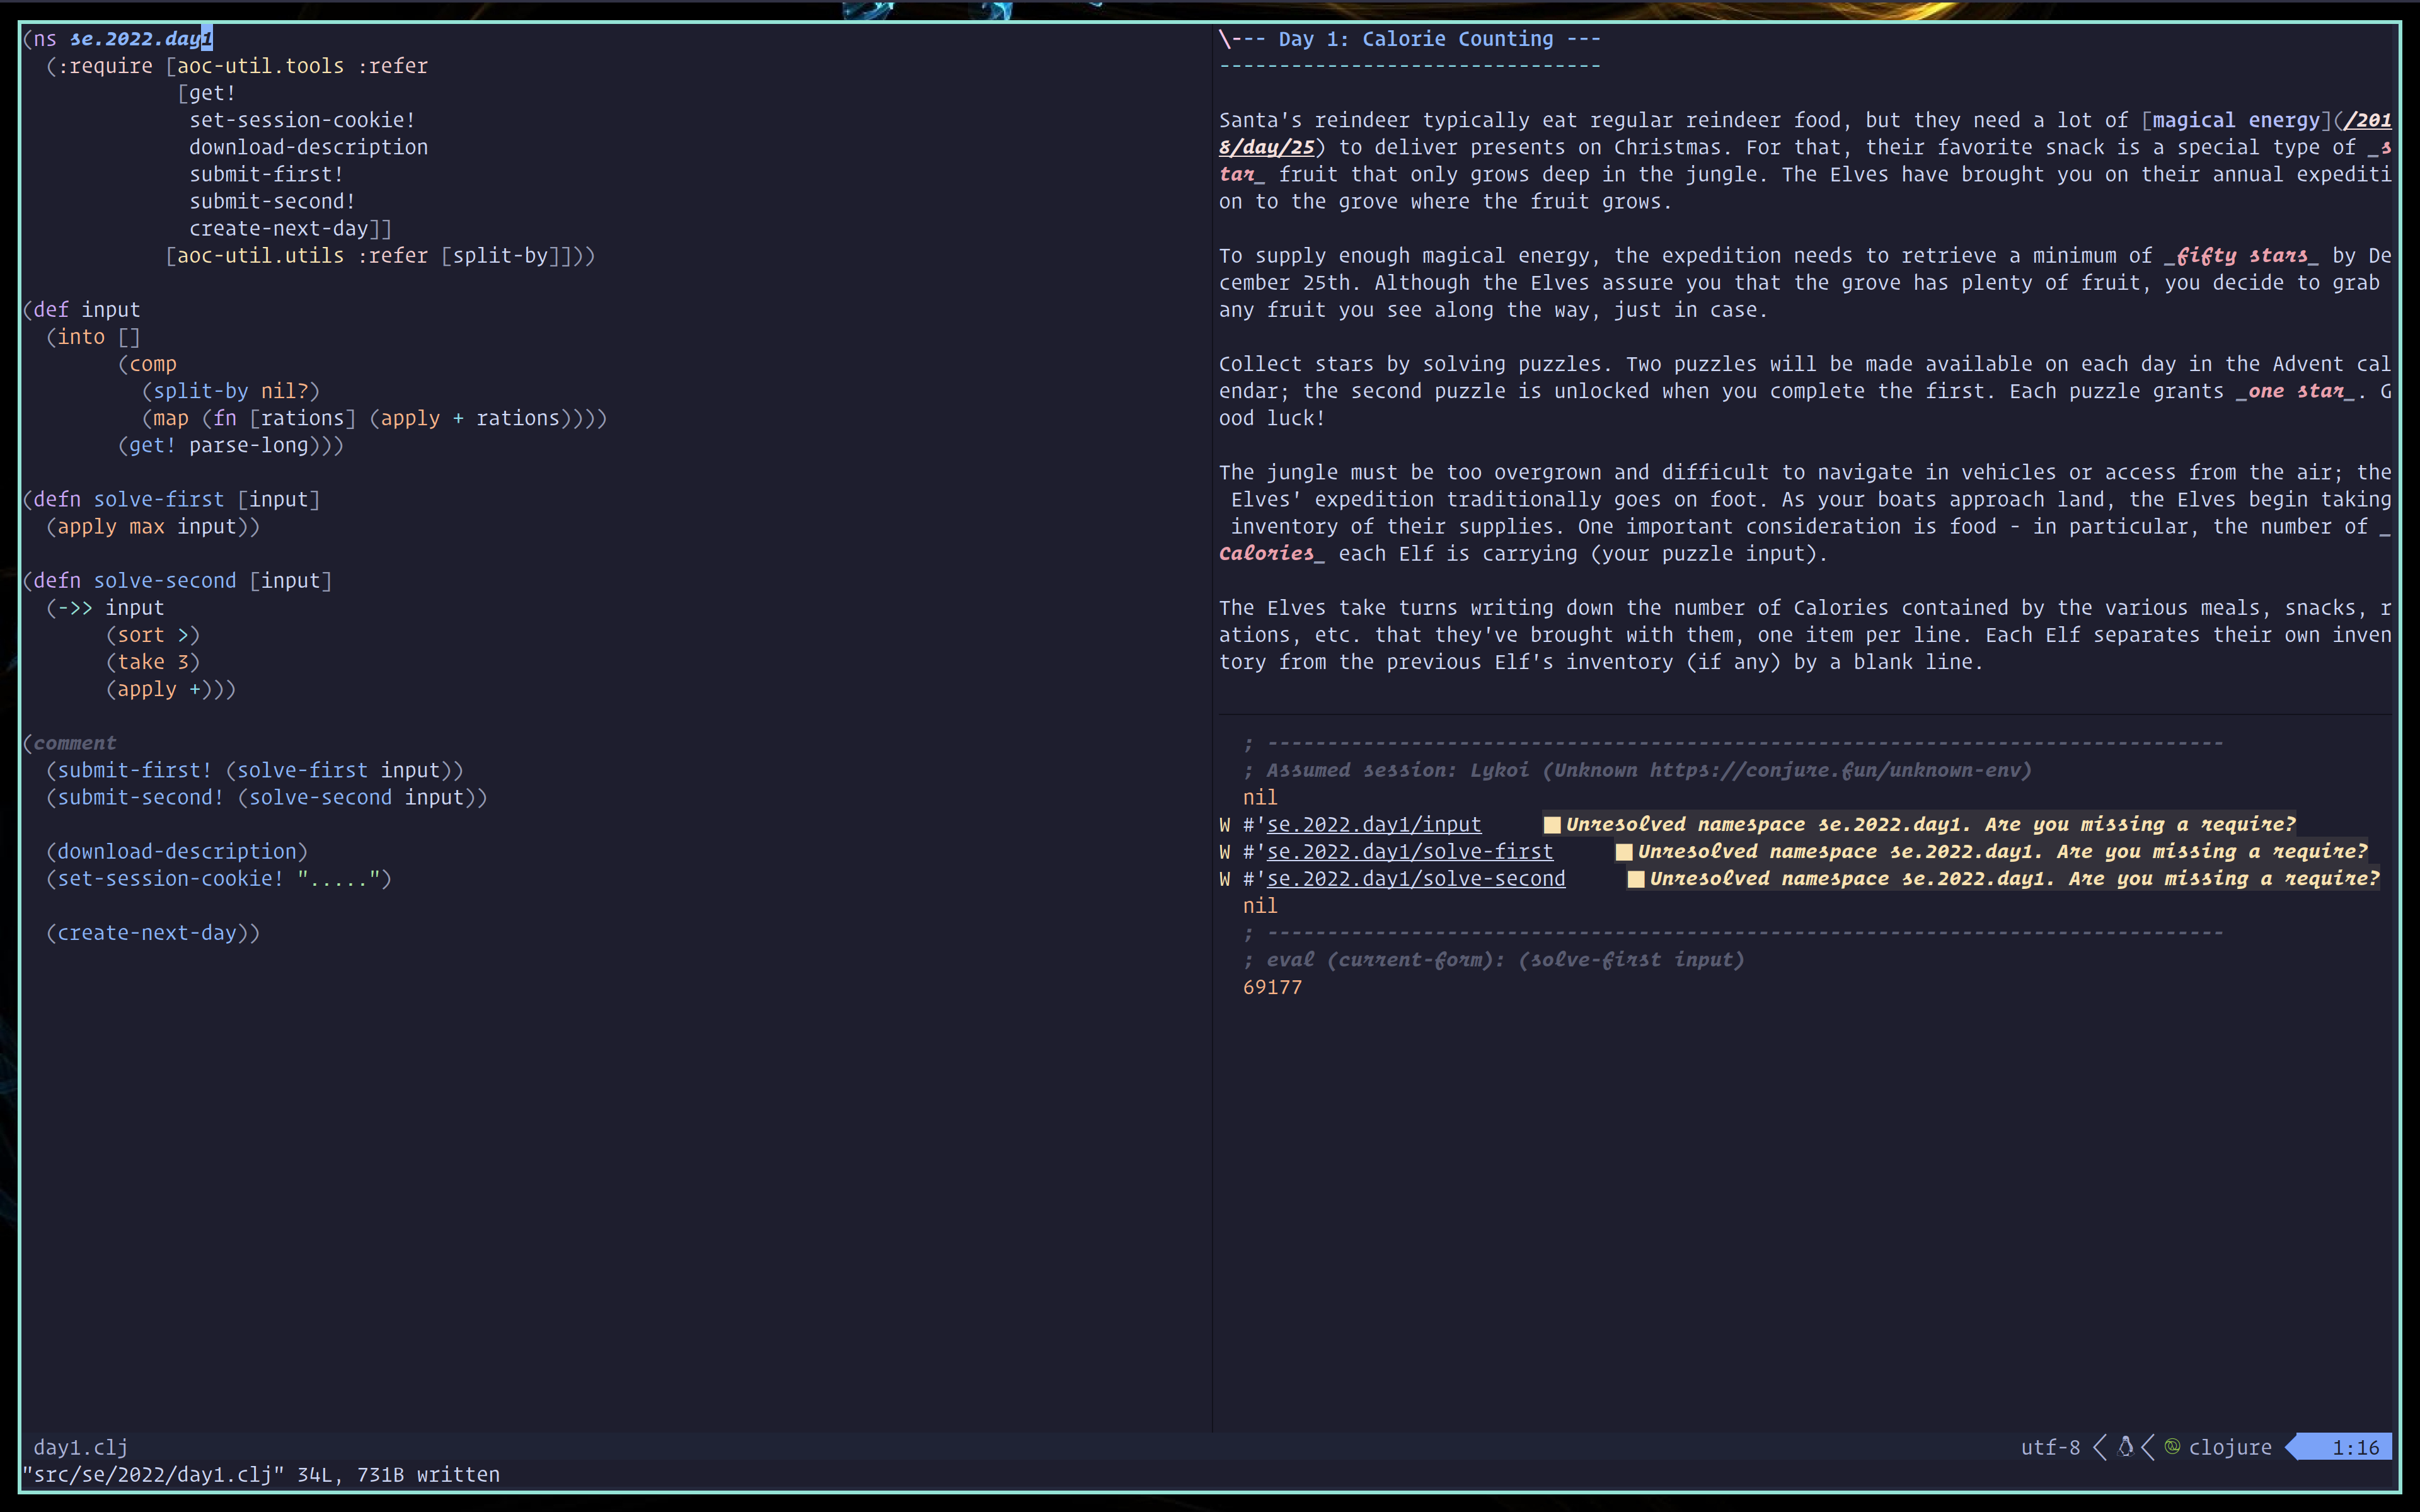 (ns se.2022.day1
  (:require [aoc-util.tools :refer
             [get!
              set-session-cookie!
              download-description
              submit-first!
              submit-second!
              create-next-day]]
            [aoc-util.utils :refer [split-by]]))

(def input
  (into []
        (comp
          (split-by nil?)
          (map (fn [rations] (apply + rations))))
        (get! parse-long)))

(defn solve-first [input]
  (apply max input))

(defn solve-second [input]
  (->> input
       (sort >)
       (take 3)
       (apply +)))

(comment
  (submit-first! (solve-first input))
  (submit-second! (solve-second input))

  (download-description)
  (set-session-cookie! ".....")

  (create-next-day))

\--- Day 1: Calorie Counting ---
--------------------------------

Santa's reindeer typically eat regular reindeer food, but they need a lot of [magical energy](/201
8/day/25) to deliver presents on Christmas. For that, their favorite snack is a special type of _s
tar_ fruit that only grows deep in the jungle. The Elves have brought you on their annual expediti
on to the grove where the fruit grows.

To supply enough magical energy, the expedition needs to retrieve a minimum of _fifty stars_ by De
cember 25th. Although the Elves assure you that the grove has plenty of fruit, you decide to grab
any fruit you see along the way, just in case.

Collect stars by solving puzzles. Two puzzles will be made available on each day in the Advent cal
endar; the second puzzle is unlocked when you complete the first. Each puzzle grants _one star_. G
ood luck!

The jungle must be too overgrown and difficult to navigate in vehicles or access from the air; the
 Elves' expedition traditionally goes on foot. As your boats approach land, the Elves begin taking
 inventory of their supplies. One important consideration is food - in particular, the number of _
Calories_ each Elf is carrying (your puzzle input).

The Elves take turns writing down the number of Calories contained by the various meals, snacks, r
ations, etc. that they've brought with them, one item per line. Each Elf separates their own inven
tory from the previous Elf's inventory (if any) by a blank line.

; --------------------------------------------------------------------------------
; Assumed session: Lykoi (Unknown https://conjure.fun/unknown-env)
nil
W #'se.2022.day1/input ■Unresolved namespace se.2022.day1. Are you missing a require?
W #'se.2022.day1/solve-first ■Unresolved namespace se.2022.day1. Are you missing a require?
W #'se.2022.day1/solve-second ■Unresolved namespace se.2022.day1. Are you missing a require?
nil
; --------------------------------------------------------------------------------
; eval (current-form): (solve-first input)
69177

day1.clj utf-8 clojure 1:16
"src/se/2022/day1.clj" 34L, 731B written